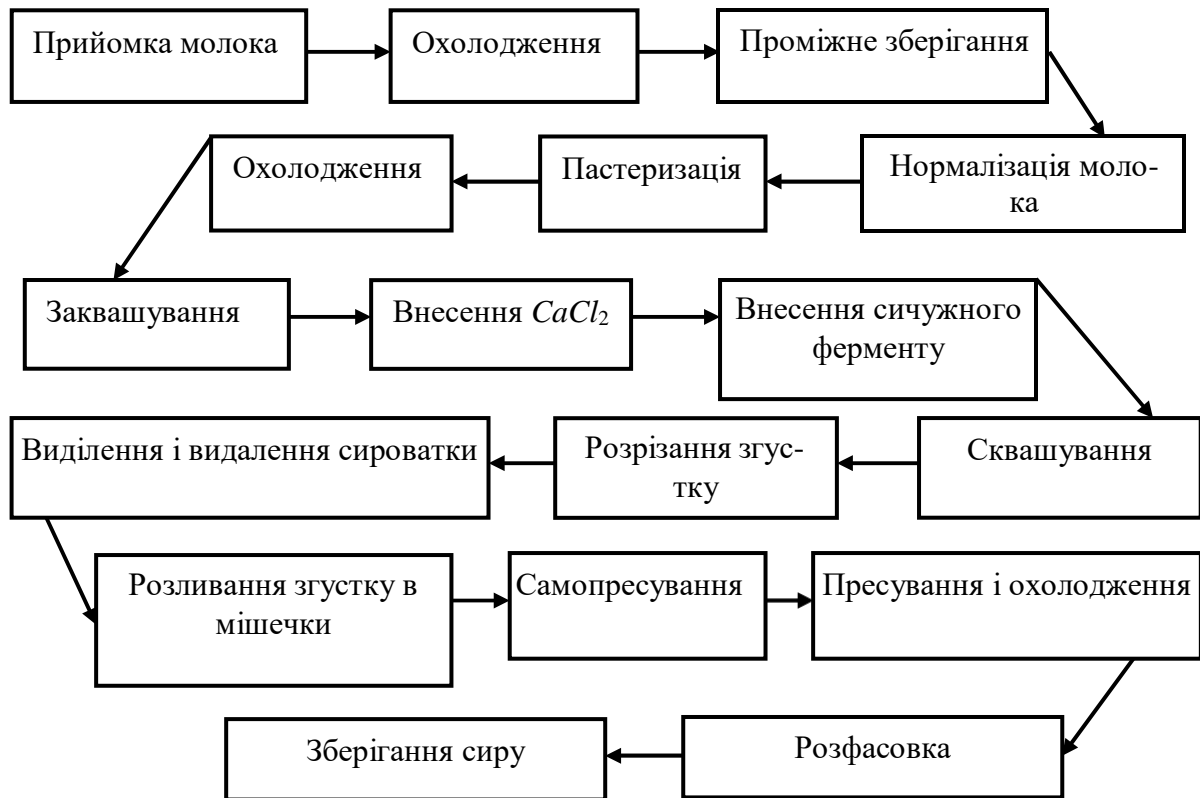 Прийомка молока
Охолодження
Проміжне зберігання
Нормалізація моло-
ка
Пастеризація
Охолодження
Заквашування
Внесення CaCl₂
Внесення сичужного
ферменту
Сквашування
Розрізання згус-
тку
Виділення і видалення сироватки
Розливання згустку в
мішечки
Самопресування
Пресування і охолодження
Розфасовка
Зберігання сиру